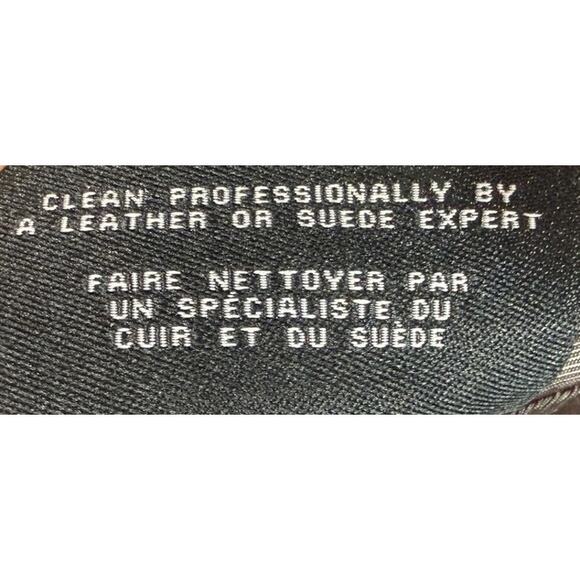 CLEAN PROFESSIONALLY BY
A LEATHER OR SUEDE EXPERT
FAIRE NETTOYER PAR
UN SPÉCIALISTE DU
CUIR ET DU SUÈDE